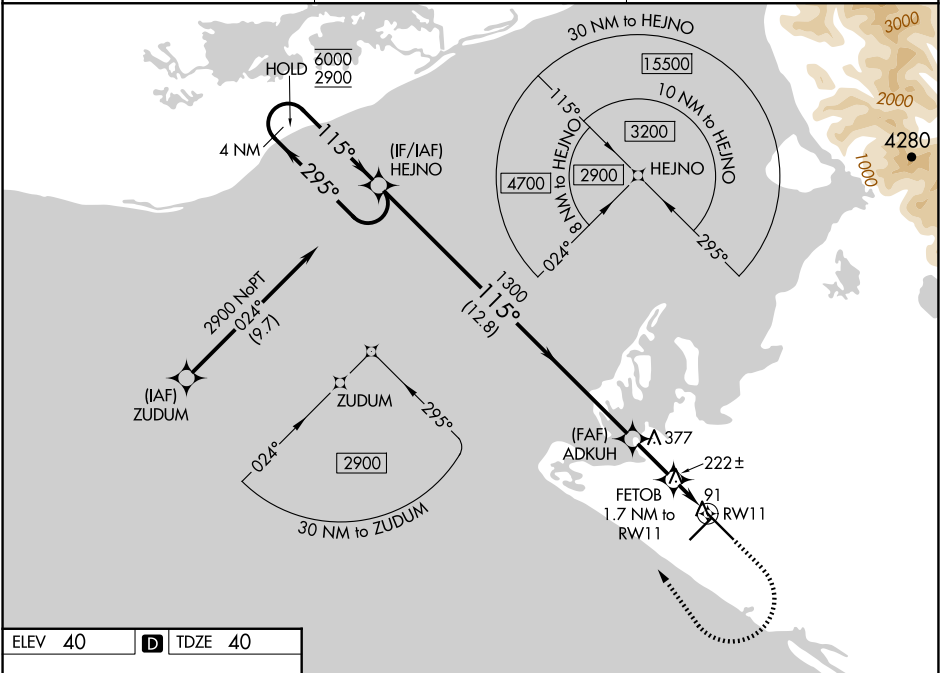 HOLD
6000
2900
4 NM
115°
295°
(IF/IAF)
HEJNO
30 NM to HEJNO
15500
115°
10 NM to HEJNO
3200
4700
8 NM to HEJNO
2900
HEJNO
024°
295°
3000
2000
4280
1000
2900 NoPT
024°
(9.7)
(IAF)
ZUDUM
1300
115°
(12.8)
ZUDUM
024°
295°
2900
30 NM to ZUDUM
(FAF)
ADKUH
377
222±
FETOB
1.7 NM to
RW11
91
RW11
ELEV 40
D
TDZE 40